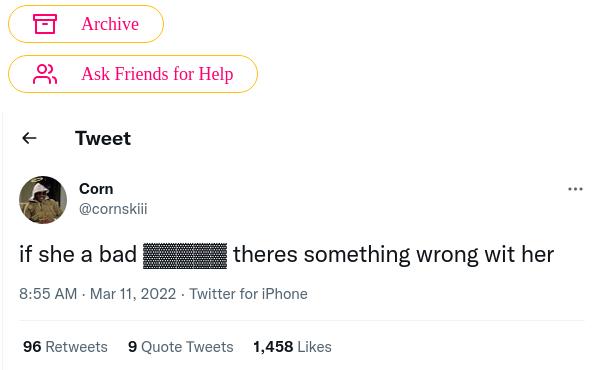 Archive
Ask Friends for Help
Tweet
Corn
@cornskiii
if she a bad theres something wrong wit her
8:55 AM · Mar 11, 2022 · Twitter for iPhone
96 Retweets 9 Quote Tweets 1,458 Likes